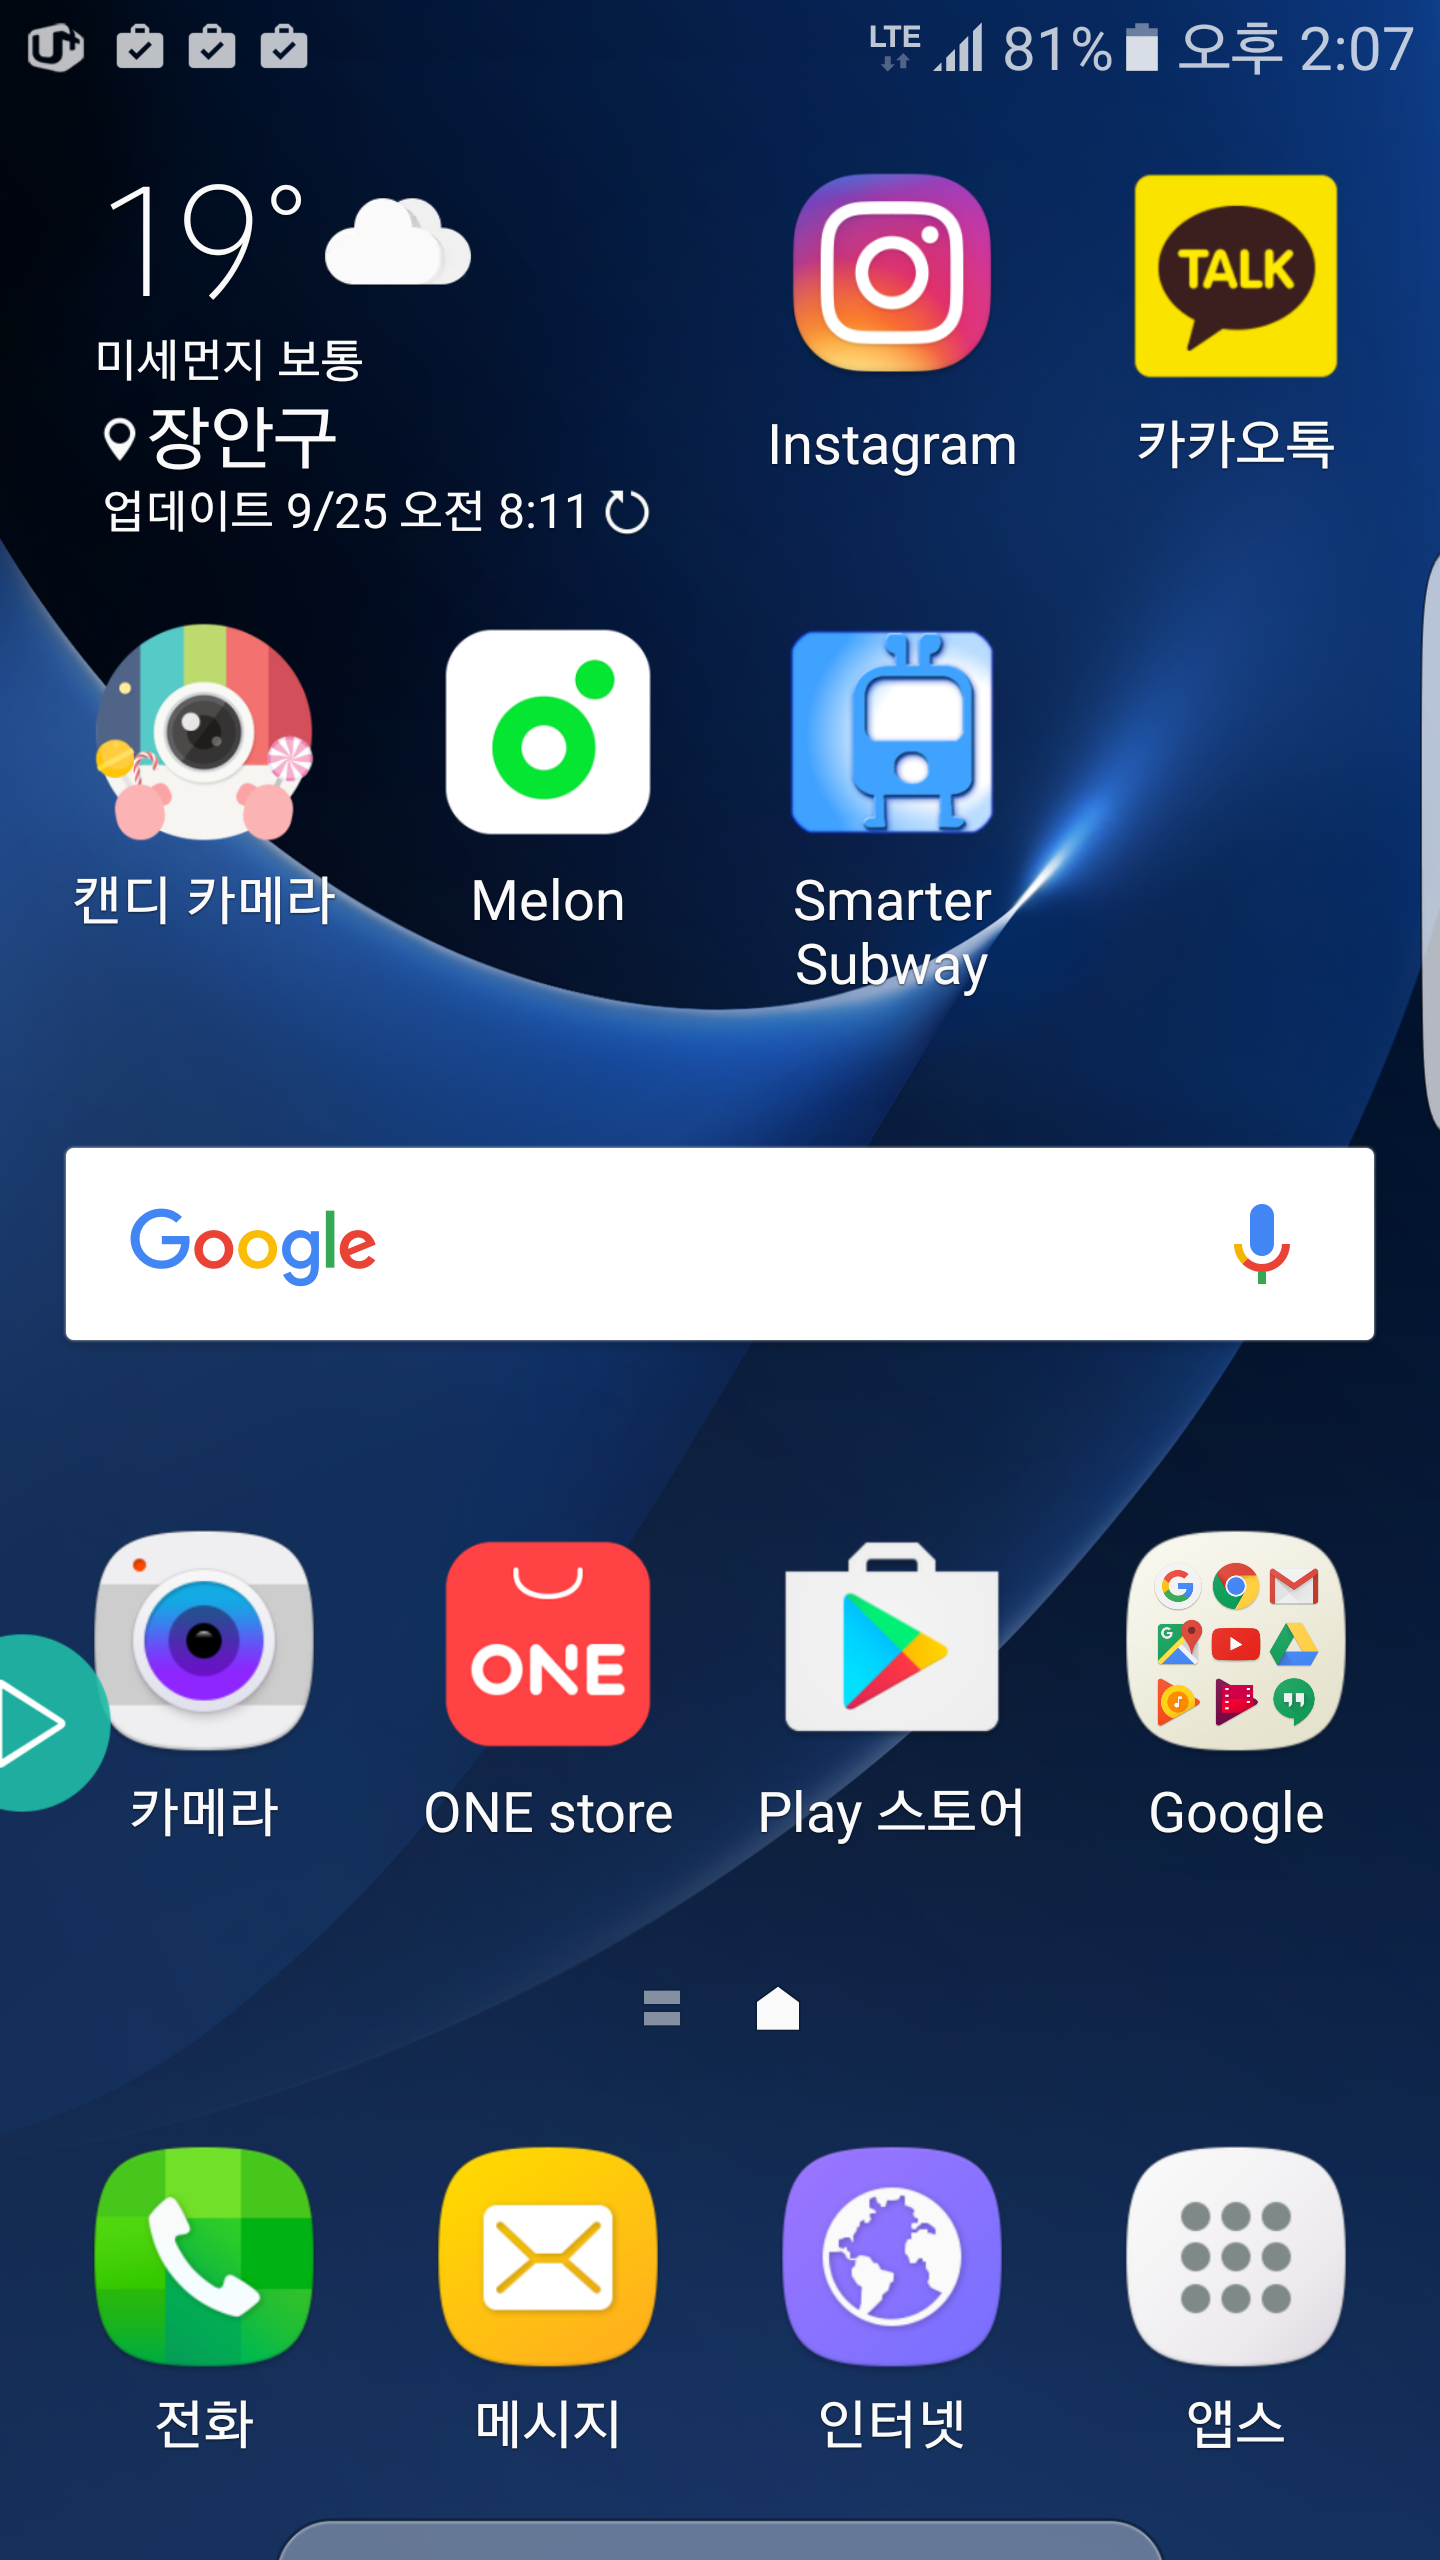 U+
LTE 81% 오후 2:07
19°
미세먼지 보통
장안구
업데이트 9/25 오전 8:11
TALK
Instagram
카카오톡
캔디 카메라
Melon
Smarter
Subway
Google
ONE
G
G
카메라
ONE store
Play 스토어
Google
전화
메시지
인터넷
앱스